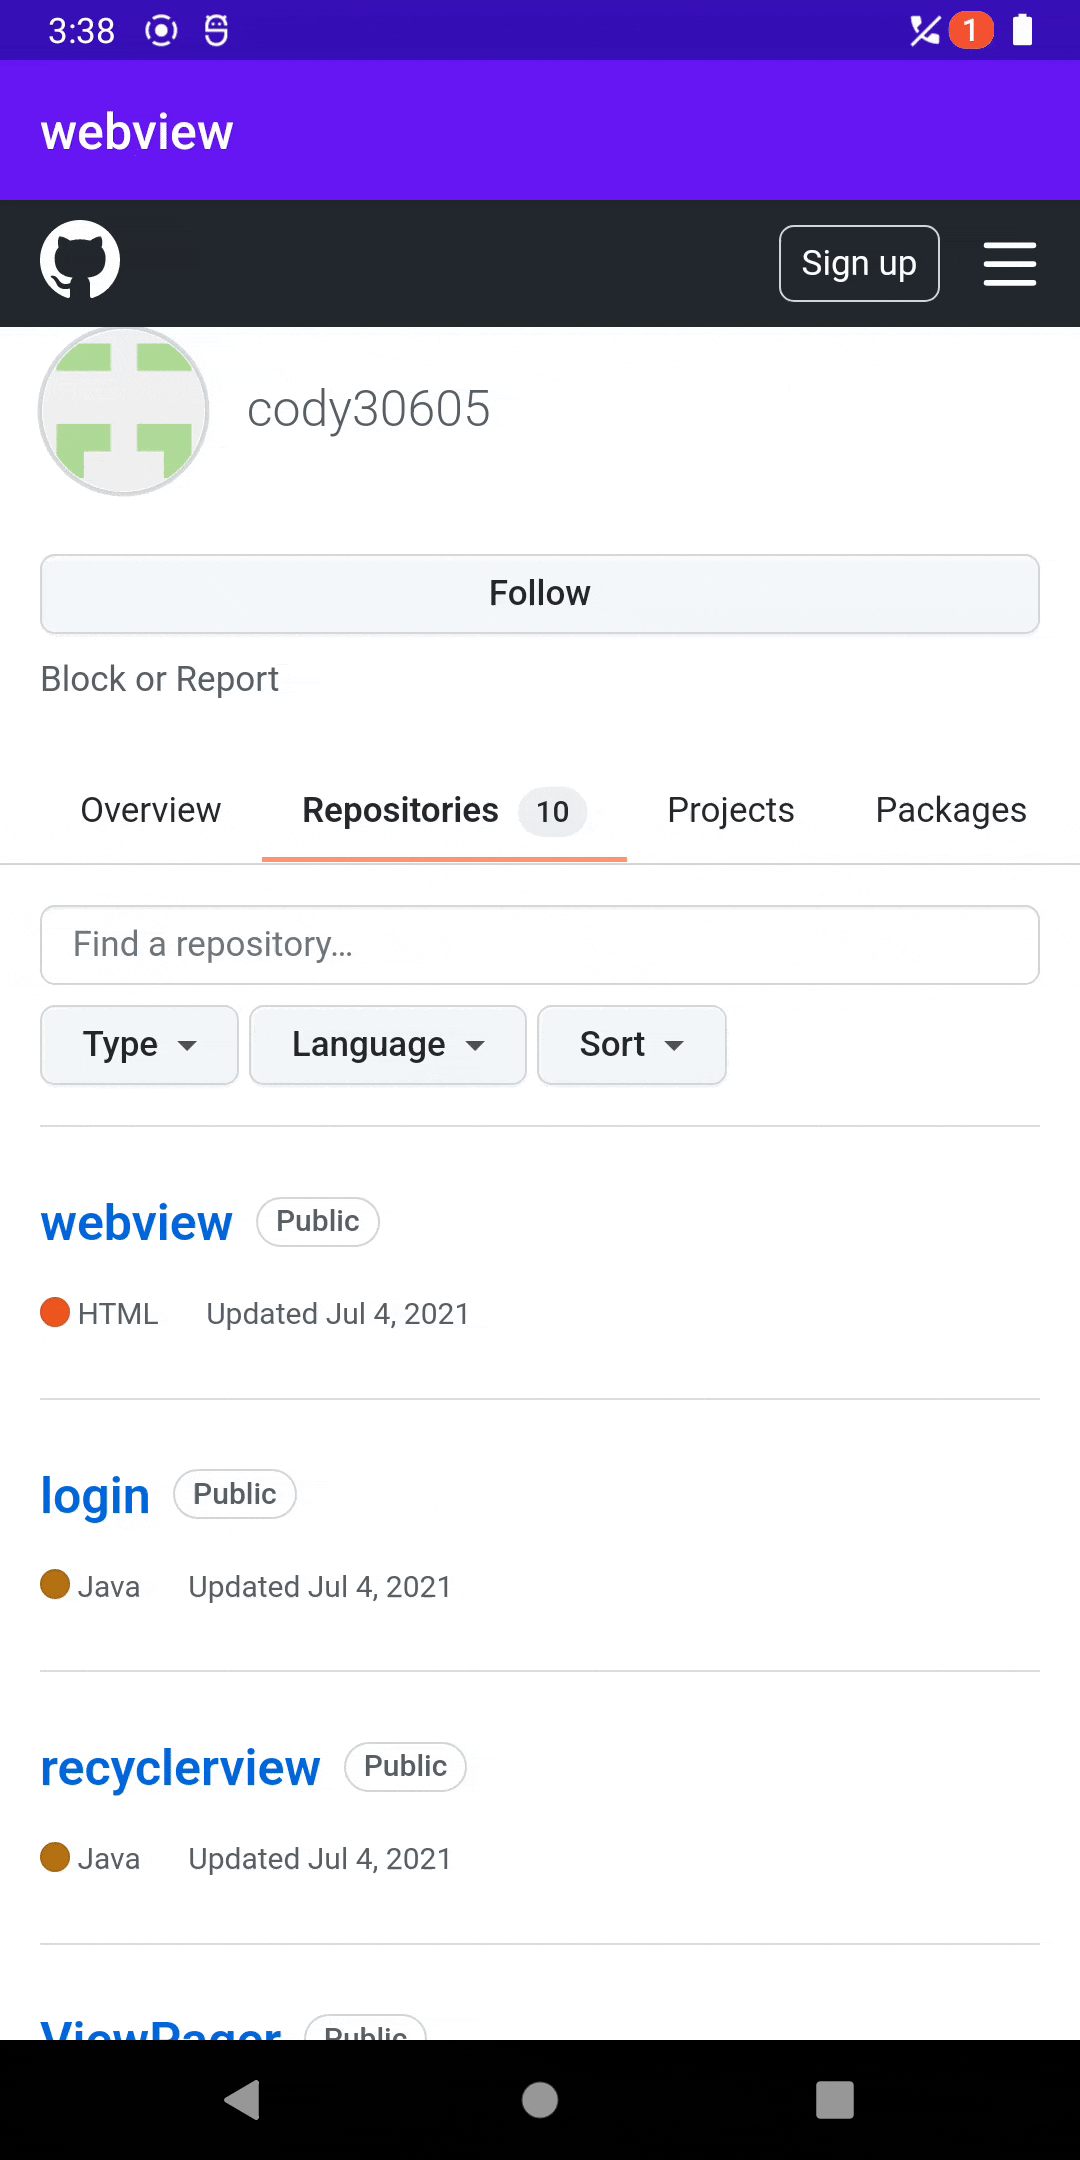 3:38 1
webview
Sign up
cody30605
Follow
Block or Report
Overview Repositories 10 Projects Packages
Find a repository…
Type Language Sort
webview Public
HTML Updated Jul 4, 2021
login Public
Java Updated Jul 4, 2021
recyclerview Public
Java Updated Jul 4, 2021
ViewPager Public